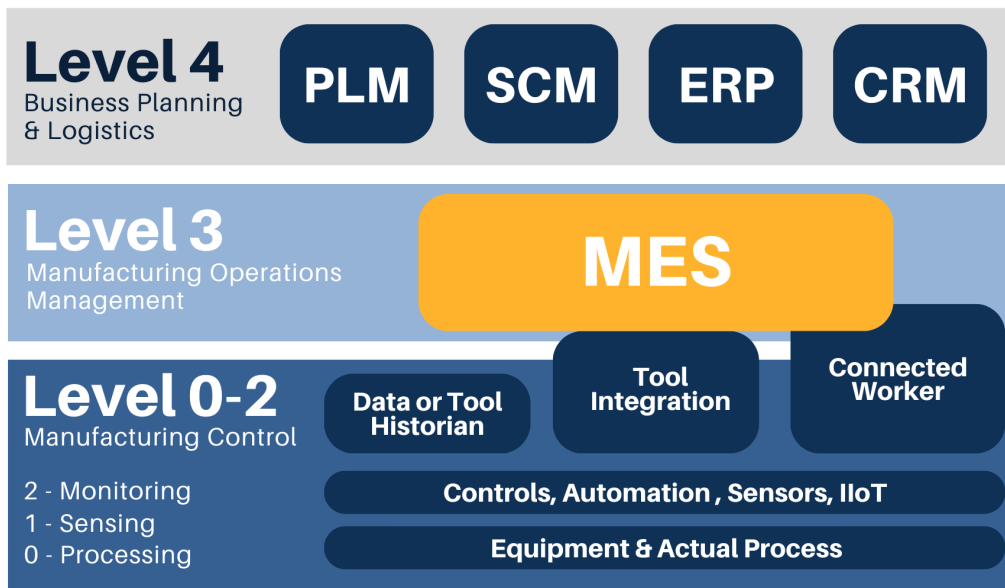 Level 4
Business Planning
& Logistics
PLM
SCM
ERP
CRM
Level 3
Manufacturing Operations
Management
MES
Level 0-2
Manufacturing Control
2 - Monitoring
1 - Sensing
0 - Processing
Data or Tool
Historian
Tool
Integration
Connected
Worker
Controls, Automation , Sensors, IIoT
Equipment & Actual Process